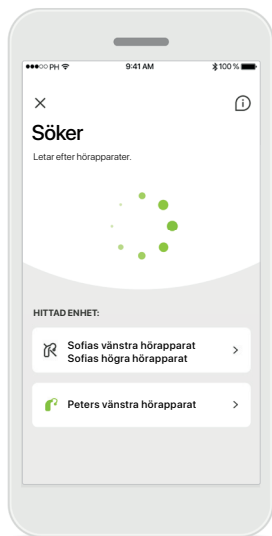 ●●●○○ PH 9:41 AM 100 %
Söker
Letar efter hörapparater.
HITTAD ENHET:
Sofias vänstra hörapparat
Sofias högra hörapparat
Peters vänstra hörapparat